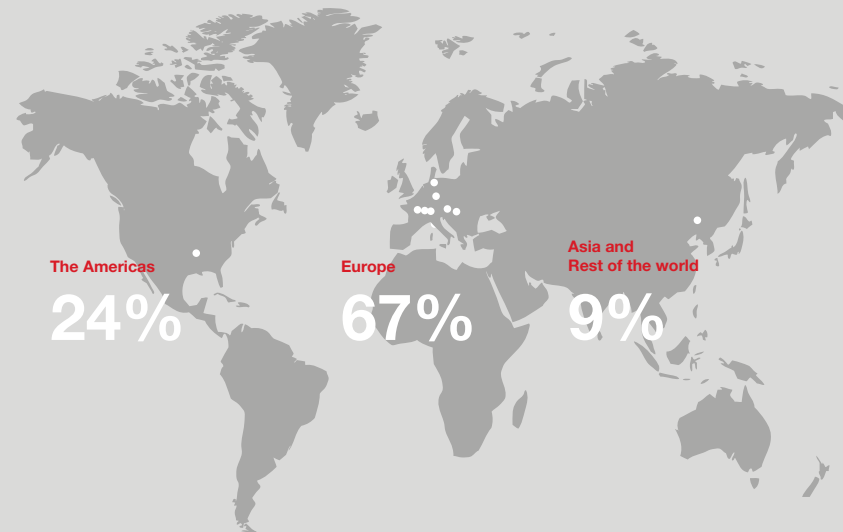 The Americas
24%
Europe
67%
Asia and
Rest of the world
9%